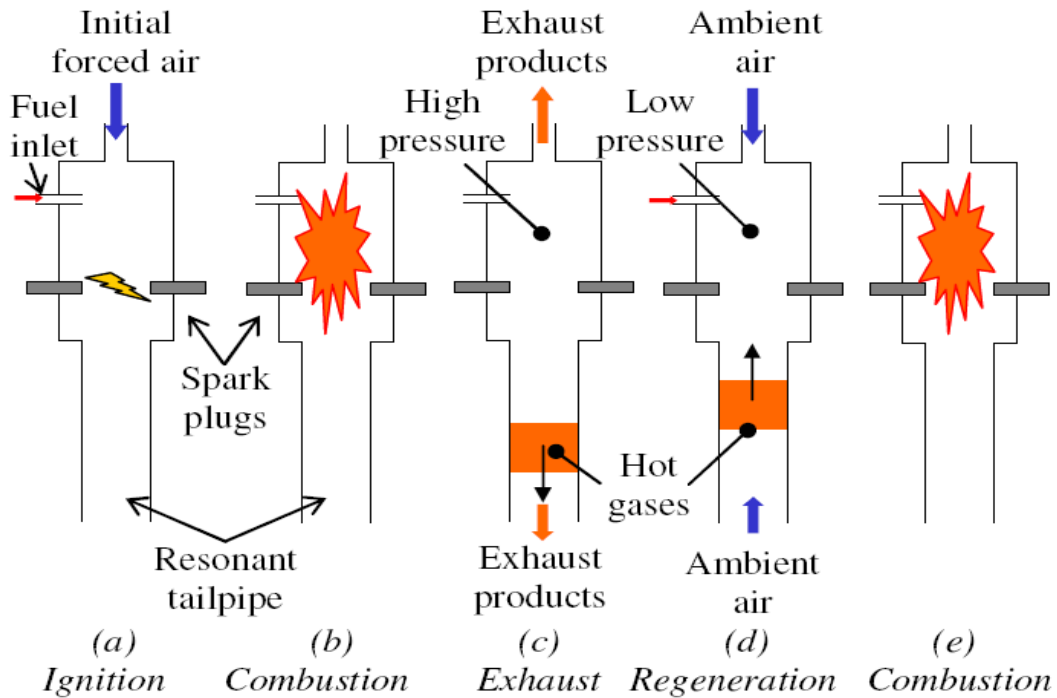 Initial
forced air
Fuel
inlet
Exhaust
products
High
pressure
Ambient
air
Low
pressure
Spark
plugs
Hot
gases
Resonant
tailpipe
Exhaust
products
Ambient
air
(a)
Ignition
(b)
Combustion
(c)
Exhaust
(d)
Regeneration
(e)
Combustion